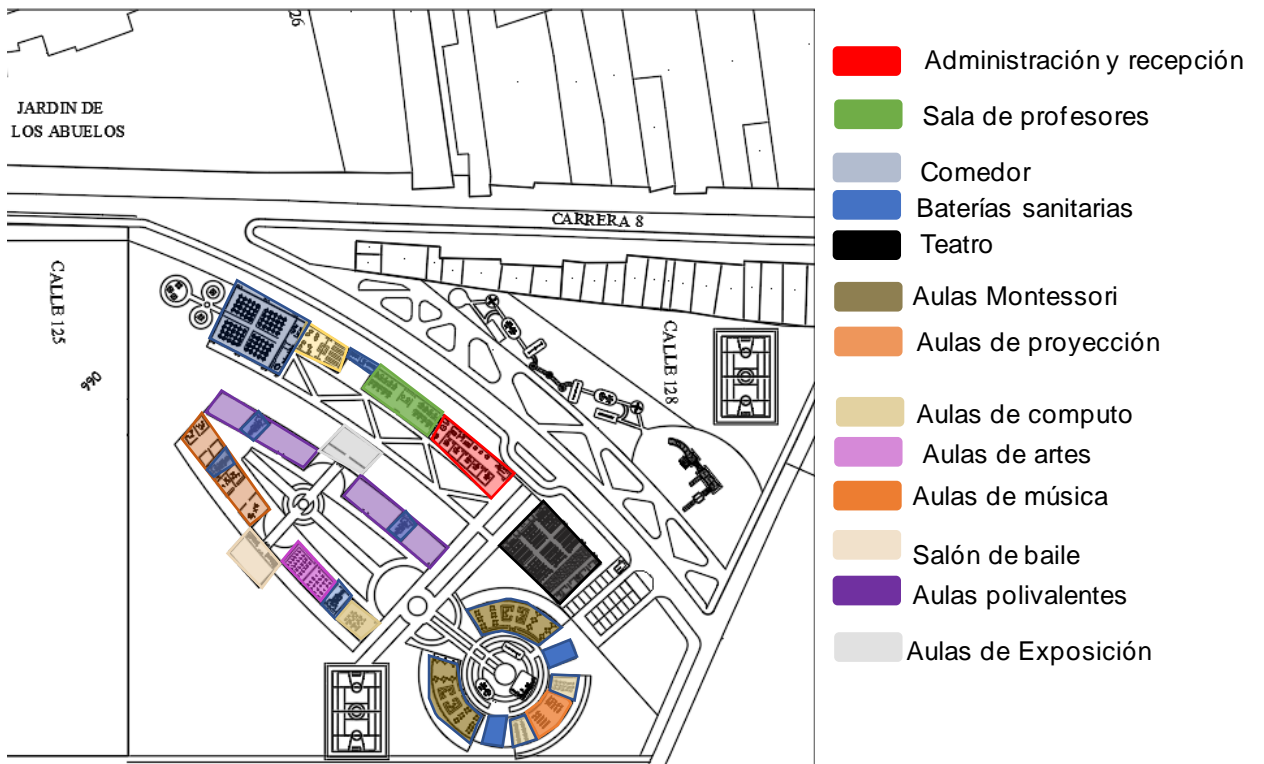 26
JARDIN DE
LOS ABUELOS
CARRERA 8
CALLE 125
990
CALLE 128
Administración y recepción
Sala de profesores
Comedor
Baterías sanitarias
Teatro
Aulas Montessori
Aulas de proyección
Aulas de computo
Aulas de artes
Aulas de música
Salón de baile
Aulas polivalentes
Aulas de Exposición